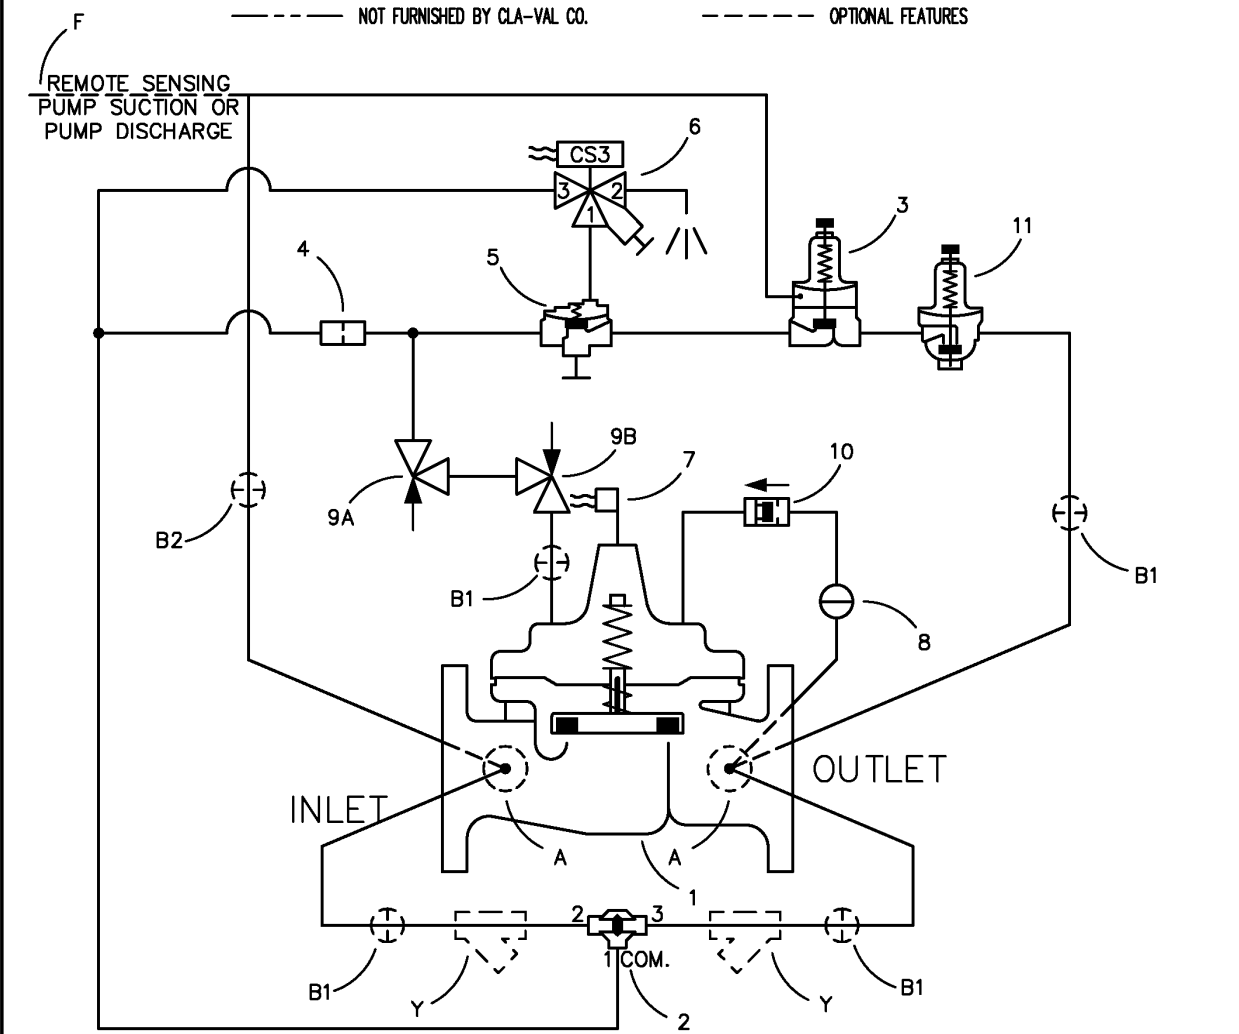 F
NOT FURNISHED BY CLA-VAL CO.
OPTIONAL FEATURES
REMOTE SENSING
PUMP SUCTION OR
PUMP DISCHARGE
6
CS3
3
2
1
3
11
4
5
9B
7
10
9A
B2
B1
B1
8
INLET
OUTLET
A
A
1
2
3
1 COM.
B1
Y
2
Y
B1